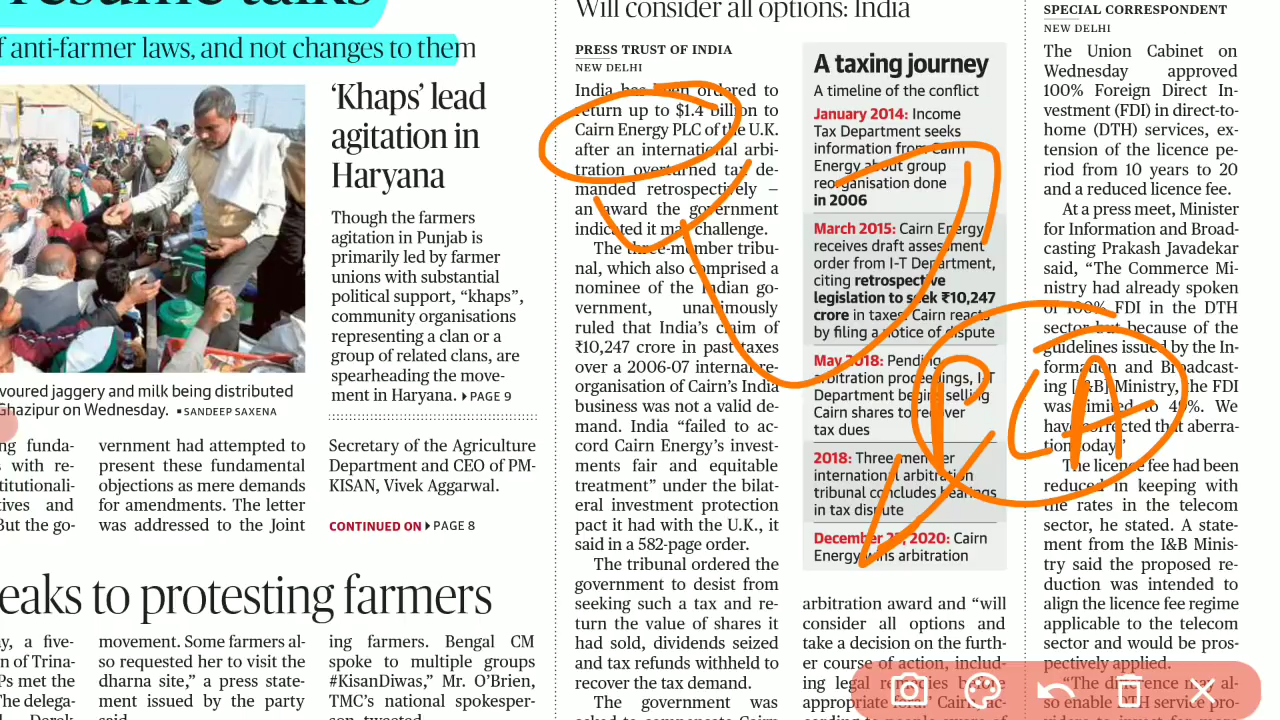 resume talks
f anti-farmer laws, and not changes to them
voured jaggery and milk being distributed
Ghazipur on Wednesday. ▪ SANDEEP SAXENA
ng funda-
s with re-
titutionali-
tives and
But the go-
vernment had attempted to
present these fundamental
objections as mere demands
for amendments. The letter
was addressed to the Joint
'Khaps' lead
agitation in
Haryana
Though the farmers
agitation in Punjab is
primarily led by farmer
unions with substantial
political support, "khaps",
community organisations
representing a clan or a
group of related clans, are
spearheading the move-
ment in Haryana. ▸ PAGE 9
Secretary of the Agriculture
Department and CEO of PM-
KISAN, Vivek Aggarwal.
CONTINUED ON ▸ PAGE 8
eaks to protesting farmers
y, a five-
n of Trina-
Ps met the
The delega-
Derek
movement. Some farmers al-
so requested her to visit the
dharna site," a press state-
ment issued by the party
said.
ing farmers. Bengal CM
spoke to multiple groups
#KisanDiwas," Mr. O'Brien,
TMC's national spokesper-
son, tweeted.
Will consider all options: India
PRESS TRUST OF INDIA
NEW DELHI
India has been ordered to
return up to $1.4 billion to
Cairn Energy PLC of the U.K.
after an international arbi-
tration overturned tax de-
manded retrospectively –
an award the government
indicated it may challenge.
The three-member tribu-
nal, which also comprised a
nominee of the Indian go-
vernment, unanimously
ruled that India's claim of
₹10,247 crore in past taxes
over a 2006-07 internal re-
organisation of Cairn's India
business was not a valid de-
mand. India "failed to ac-
cord Cairn Energy's invest-
ments fair and equitable
treatment" under the bilat-
eral investment protection
pact it had with the U.K., it
said in a 582-page order.
The tribunal ordered the
government to desist from
seeking such a tax and re-
turn the value of shares it
had sold, dividends seized
and tax refunds withheld to
recover the tax demand.
The government was
A taxing journey
A timeline of the conflict
January 2014: Income
Tax Department seeks
information from Cairn
Energy about group
reorganisation done
in 2006
March 2015: Cairn Energy
receives draft assessment
order from I-T Department,
citing retrospective
legislation to seek ₹10,247
crore in taxes. Cairn reacts
by filing a notice of dispute
May 2018: Pending
arbitration proceedings, I-T
Department begins selling
Cairn shares to recover
tax dues
2018: Three-member
international arbitration
tribunal concludes hearings
in tax dispute
December 2020: Cairn
Energy wins arbitration
arbitration award and "will
consider all options and
take a decision on the furth-
er course of action, includ-
ing legal remedies before
appropriate
SPECIAL CORRESPONDENT
NEW DELHI
The Union Cabinet on
Wednesday approved
100% Foreign Direct In-
vestment (FDI) in direct-to-
home (DTH) services, ex-
tension of the licence pe-
riod from 10 years to 20
and a reduced licence fee.
At a press meet, Minister
for Information and Broad-
casting Prakash Javadekar
said, "The Commerce Mi-
nistry had already spoken
of 100% FDI in the DTH
sector but because of the
guidelines issued by the In-
formation and Broadcast-
ing [I&B] Ministry, the FDI
was limited to 49%. We
have corrected that aberra-
tion today."
The licence fee had been
reduced in keeping with
the rates in the telecom
sector, he stated. A state-
ment from the I&B Minis-
try said the proposed re-
duction was intended to
align the licence fee regime
applicable to the telecom
sector and would be pros-
pectively applied.
PCA